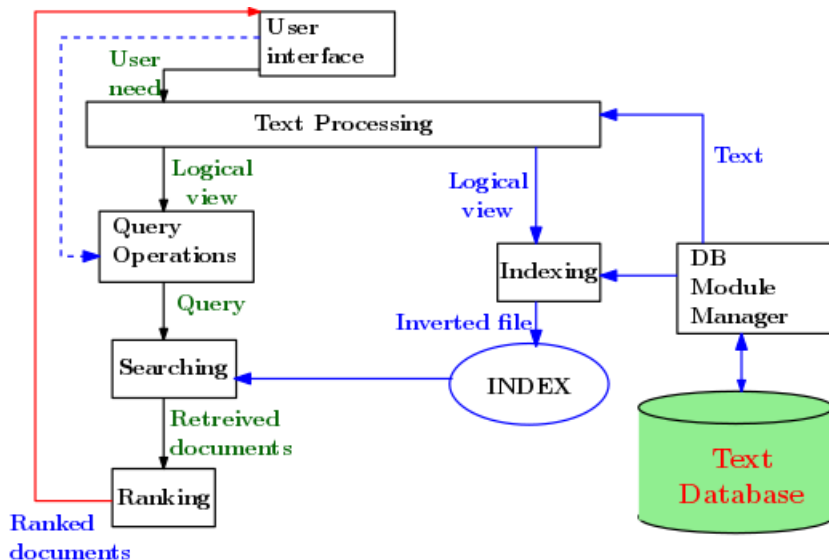 User
interface
User
need
Text Processing
Text
Logical
view
Logical
view
Query
Operations
Indexing
DB
Module
Manager
Query
Inverted file
Searching
INDEX
Retreived
documents
Text
Database
Ranking
Ranked
documents